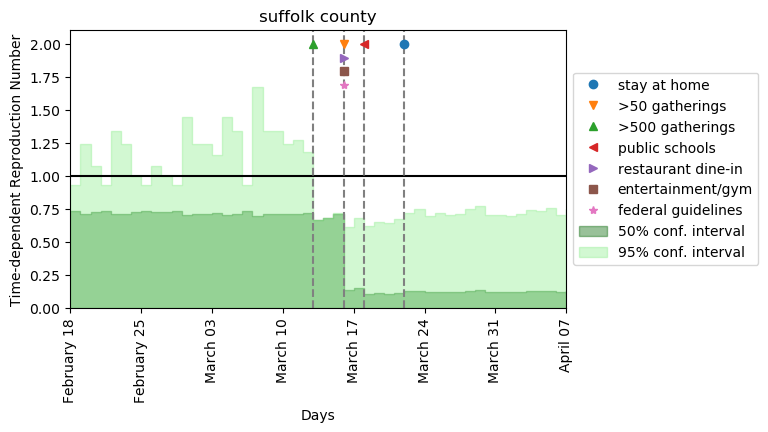 suffolk county
Time-dependent Reproduction Number
2.00
1.75
1.50
1.25
1.00
0.75
0.50
0.25
0.00
February 18
February 25
March 03
March 10
March 17
March 24
March 31
April 07
Days
stay at home
>50 gatherings
>500 gatherings
public schools
restaurant dine-in
entertainment/gym
federal guidelines
50% conf. interval
95% conf. interval